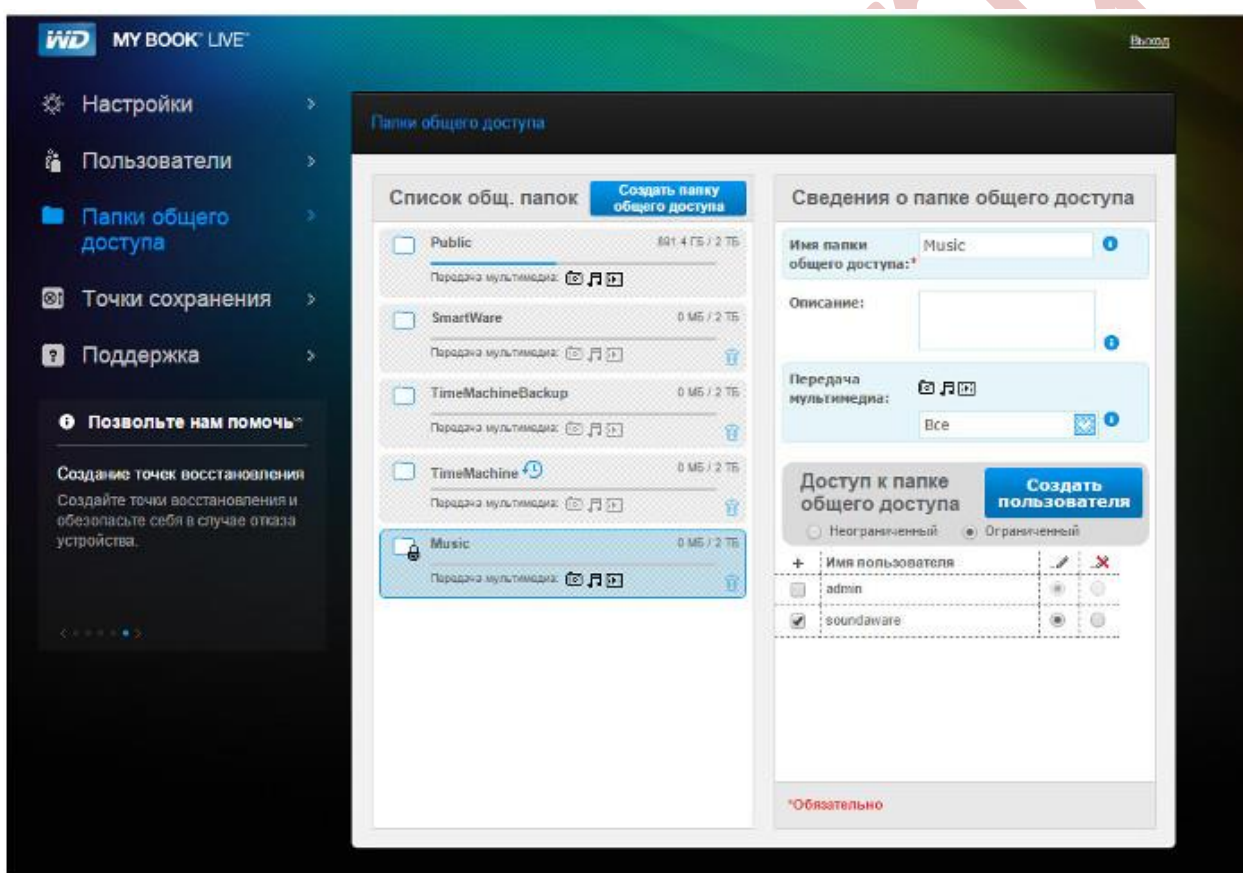 WD MY BOOK™ LIVE™
Выход
Настройки
Пользователи
Папки общего
доступа
Точки сохранения
Поддержка
Позвольте нам помочь™
Создание точек восстановления
Создайте точки восстановления и
обезопасьте себя в случае отказа
устройства.
Папки общего доступа
Список общ. папок
Создать папку
общего доступа
Public 891.4 ГБ / 2 ТБ
Передача мультимедиа:
SmartWare 0 МБ / 2 ТБ
Передача мультимедиа:
TimeMachineBackup 0 МБ / 2 ТБ
Передача мультимедиа:
TimeMachine 0 МБ / 2 ТБ
Передача мультимедиа:
Music 0 МБ / 2 ТБ
Передача мультимедиа:
Сведения о папке общего доступа
Имя папки
общего доступа:*
Music
Описание:
Передача
мультимедиа:
Все
Доступ к папке
общего доступа
Создать
пользователя
Неограниченный Ограниченный
+ Имя пользователя
admin
soundaware
*Обязательно